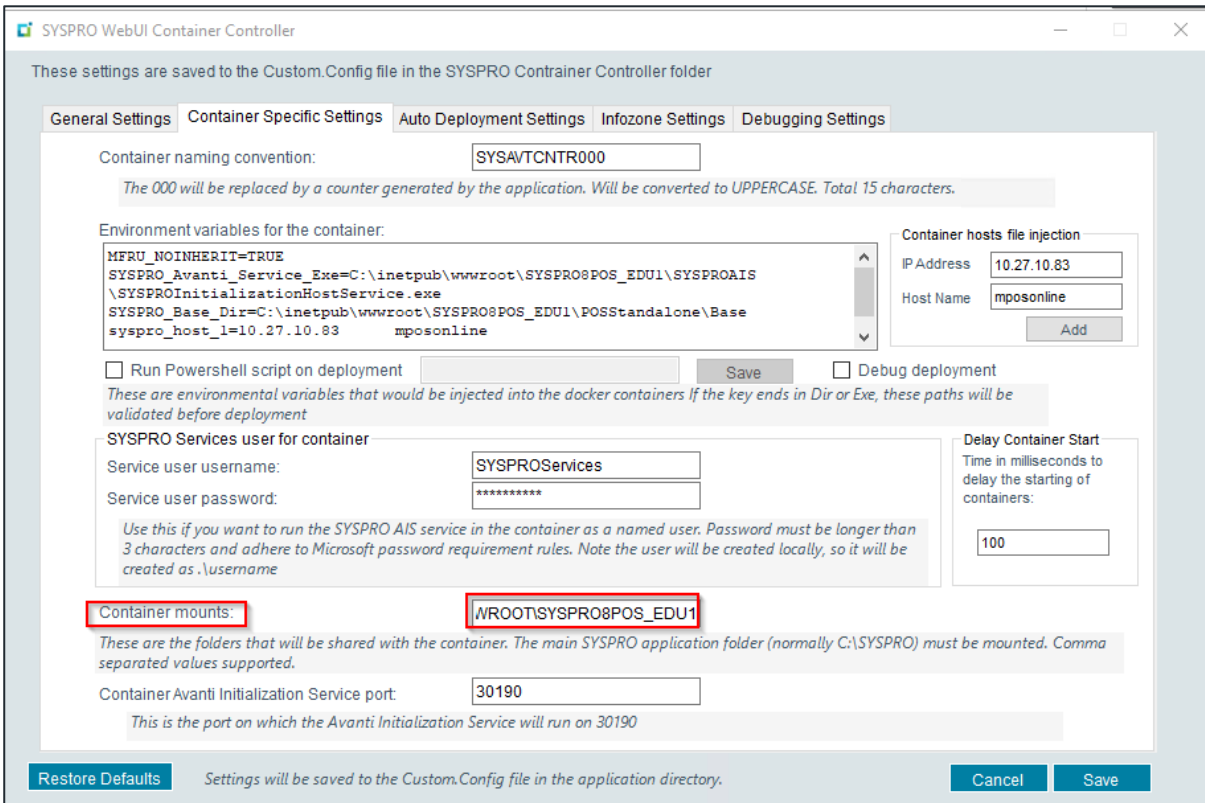 SYSPRO WebUI Container Controller
These settings are saved to the Custom.Config file in the SYSPRO Contrainer Controller folder
General Settings Container Specific Settings Auto Deployment Settings Infozone Settings Debugging Settings
Container naming convention: SYSAVTCNTR000
The 000 will be replaced by a counter generated by the application. Will be converted to UPPERCASE. Total 15 characters.
Environment variables for the container:
MFRU_NOINHERIT=TRUE
SYSPRO_Avanti_Service_Exe=C:\inetpub\wwwroot\SYSPRO8POS_EDU1\SYSPROAIS
\SYSPROInitializationHostService.exe
SYSPRO_Base_Dir=C:\inetpub\wwwroot\SYSPRO8POS_EDU1\POSStandalone\Base
syspro_host_1=10.27.10.83 mposonline
Container hosts file injection
IP Address 10.27.10.83
Host Name mposonline
Add
Run Powershell script on deployment Save Debug deployment
These are environmental variables that would be injected into the docker containers If the key ends in Dir or Exe, these paths will be
validated before deployment
SYSPRO Services user for container
Service user username: SYSPROServices
Service user password: **********
Use this if you want to run the SYSPRO AIS service in the container as a named user. Password must be longer than
3 characters and adhere to Microsoft password requirement rules. Note the user will be created locally, so it will be
created as .\username
Delay Container Start
Time in milliseconds to
delay the starting of
containers:
100
Container mounts: WROOT\SYSPRO8POS_EDU1
These are the folders that will be shared with the container. The main SYSPRO application folder (normally C:\SYSPRO) must be mounted. Comma
separated values supported.
Container Avanti Initialization Service port: 30190
This is the port on which the Avanti Initialization Service will run on 30190
Restore Defaults Settings will be saved to the Custom.Config file in the application directory. Cancel Save